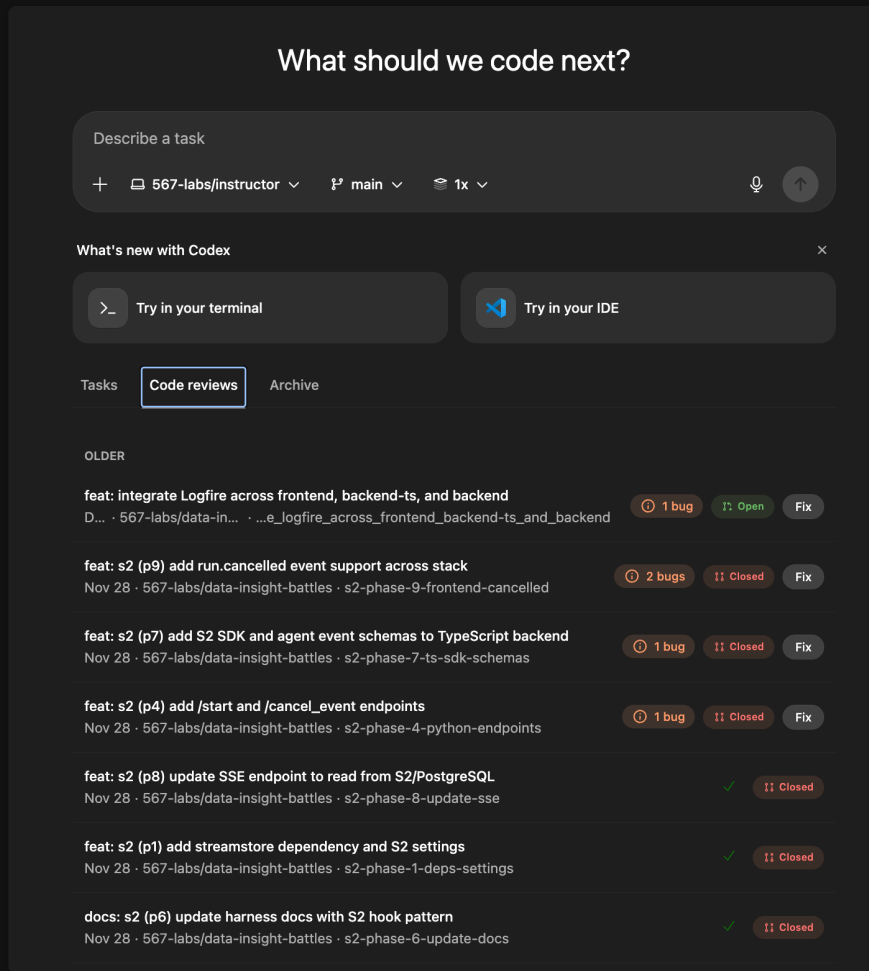 What should we code next?
Describe a task
567-labs/instructor main 1x
What's new with Codex
Try in your terminal
Try in your IDE
Tasks Code reviews Archive
OLDER
feat: integrate Logfire across frontend, backend-ts, and backend
D... · 567-labs/data-in... · ...e_logfire_across_frontend_backend-ts_and_backend
1 bug Open Fix
feat: s2 (p9) add run.cancelled event support across stack
Nov 28 · 567-labs/data-insight-battles · s2-phase-9-frontend-cancelled
2 bugs Closed Fix
feat: s2 (p7) add S2 SDK and agent event schemas to TypeScript backend
Nov 28 · 567-labs/data-insight-battles · s2-phase-7-ts-sdk-schemas
1 bug Closed Fix
feat: s2 (p4) add /start and /cancel_event endpoints
Nov 28 · 567-labs/data-insight-battles · s2-phase-4-python-endpoints
1 bug Closed Fix
feat: s2 (p8) update SSE endpoint to read from S2/PostgreSQL
Nov 28 · 567-labs/data-insight-battles · s2-phase-8-update-sse
Closed
feat: s2 (p1) add streamstore dependency and S2 settings
Nov 28 · 567-labs/data-insight-battles · s2-phase-1-deps-settings
Closed
docs: s2 (p6) update harness docs with S2 hook pattern
Nov 28 · 567-labs/data-insight-battles · s2-phase-6-update-docs
Closed